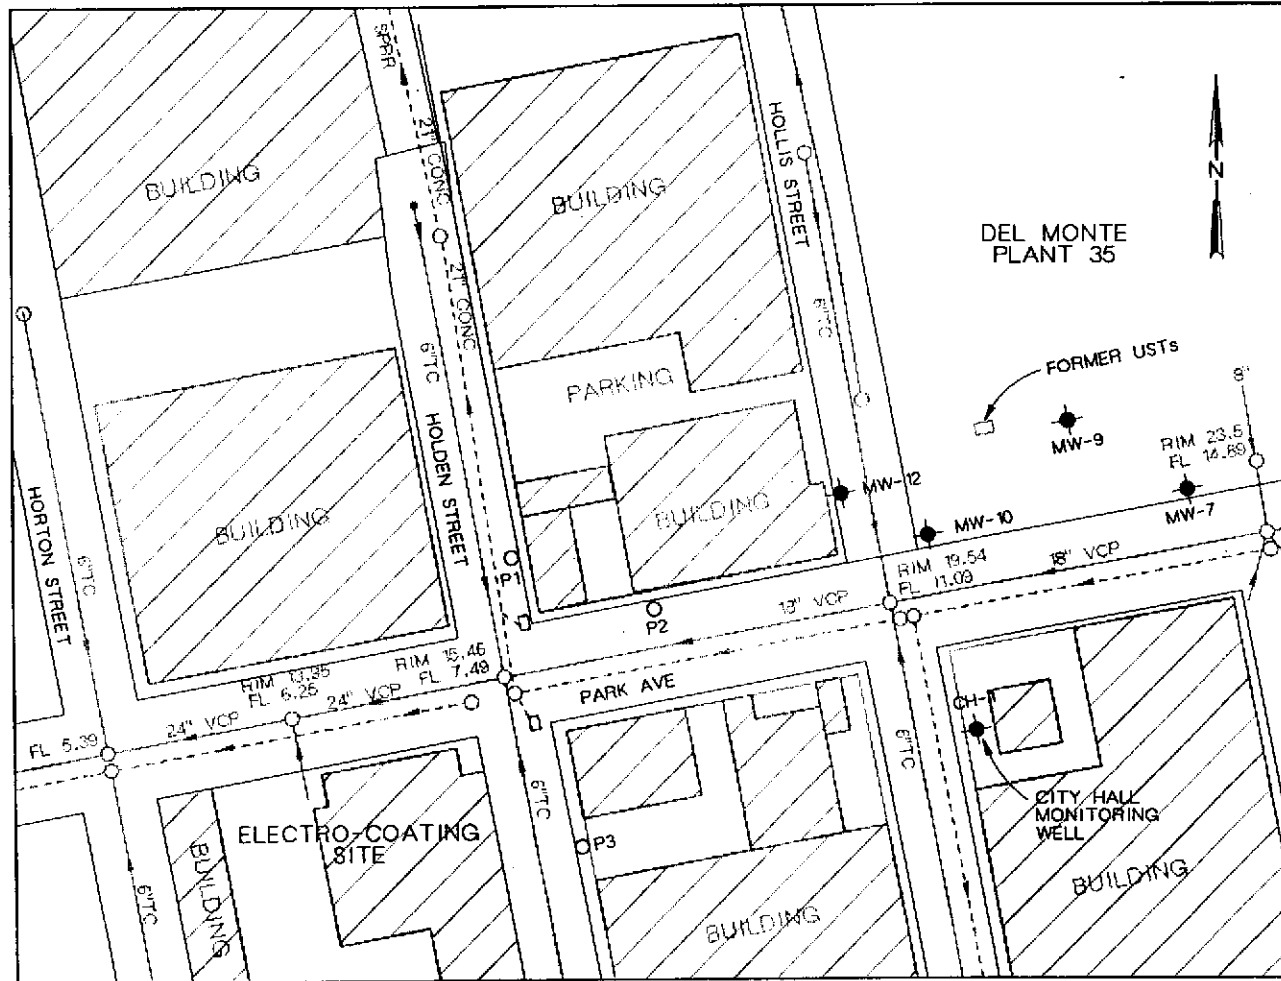 SPRR
21" CONC
BUILDING
BUILDING
HOLLIS STREET
N
DEL MONTE
PLANT 35
21" CONC
6"TC
6"TC
FORMER USTs
PARKING
8"
MW-9
RIM 23.5
FL 14.89
HOLDEN STREET
MW-12
MW-7
HORTON STREET
BUILDING
BUILDING
MW-10
6"TC
P1
RIM 19.54
FL 11.09
18" VCP
P2
18" VCP
RIM 15.46
FL 7.49
RIM 13.95
FL 6.25
PARK AVE
24" VCP
24" VCP
FL 5.39
CH-1
6"TC
6"TC
CITY HALL
MONITORING
WELL
ELECTRO-COATING
SITE
P3
BUILDING
6"TC
BUILDING
BUILDING